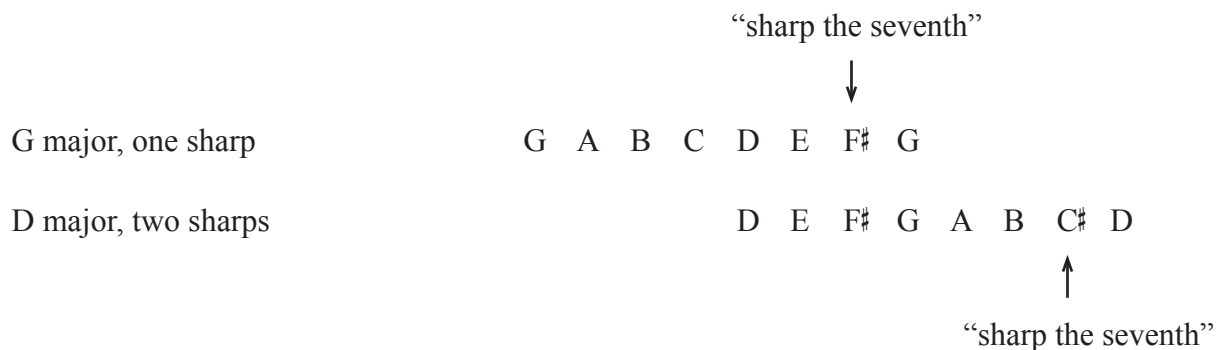 “sharp the seventh”
G major, one sharp G A B C D E F♯ G
D major, two sharps D E F♯ G A B C♯ D
“sharp the seventh”